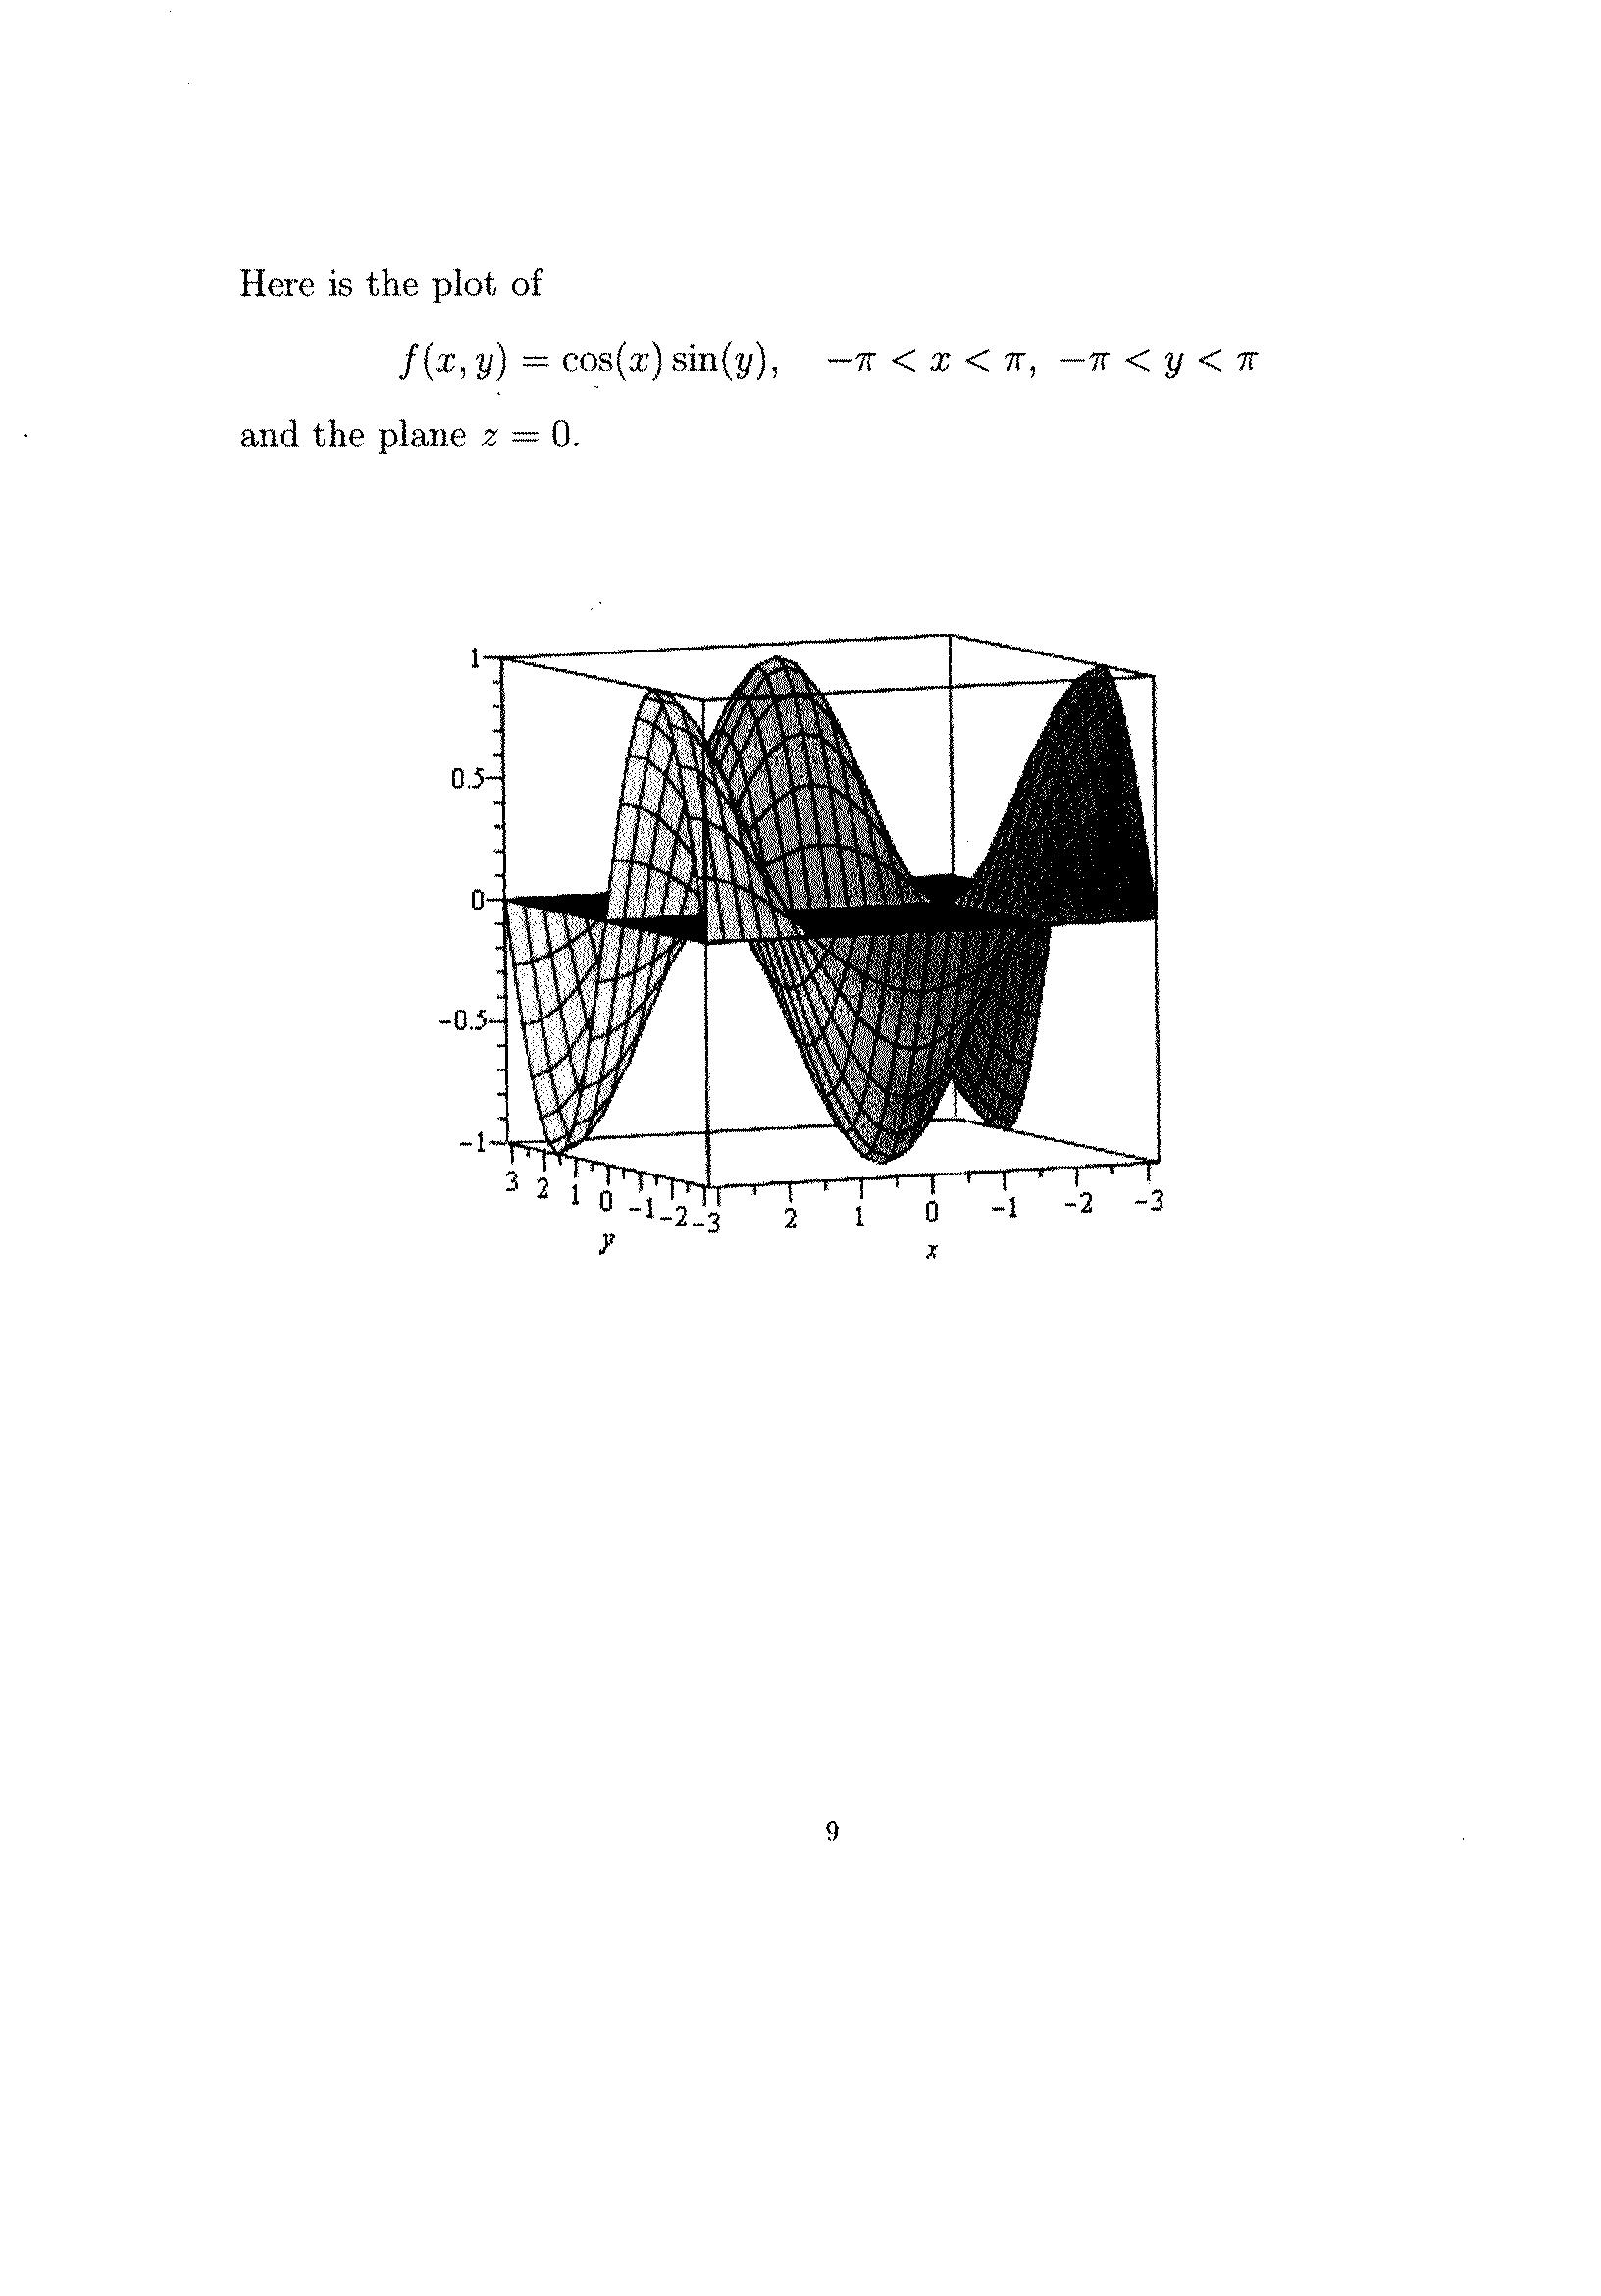 Here is the plot of
f(x, y) = cos(x) sin(y),   −π < x < π, −π < y < π
and the plane z = 0.
1
0.5
0
-0.5
-1
3 2 1 0 -1 -2 -3 2 1 0 -1 -2 -3
y x
9